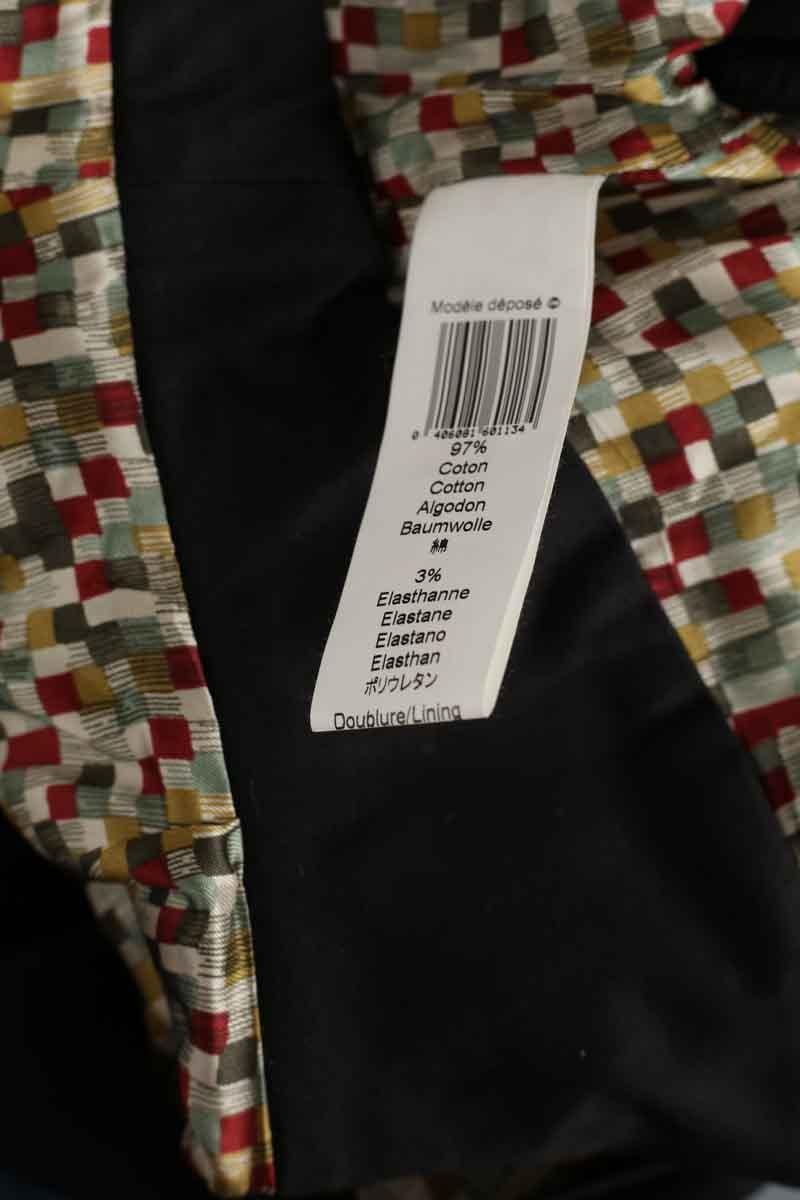 Modèle déposé ©
0 406081 601134
97%
Coton
Cotton
Algodon
Baumwolle
綿
3%
Elasthanne
Elastane
Elastano
Elasthan
ポリウレタン
Doublure/Lining